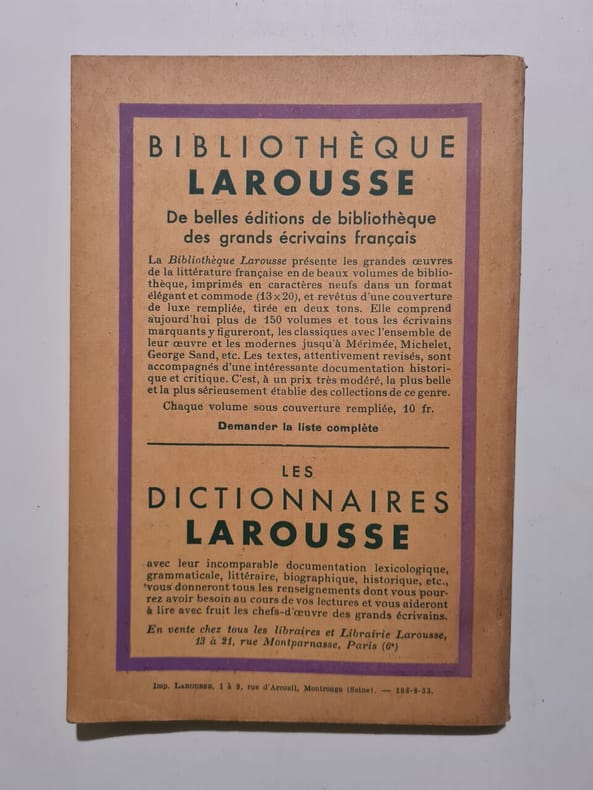 BIBLIOTHÈQUE
LAROUSSE
De belles éditions de bibliothèque
des grands écrivains français
La Bibliothèque Larousse présente les grandes œuvres
de la littérature française en de beaux volumes de biblio-
thèque, imprimés en caractères neufs dans un format
élégant et commode (13×20), et revêtus d'une couverture
de luxe rempliée, tirée en deux tons. Elle comprend
aujourd'hui plus de 150 volumes et tous les écrivains
marquants y figureront, les classiques avec l'ensemble de
leur œuvre et les modernes jusqu'à Mérimée, Michelet,
George Sand, etc. Les textes, attentivement revisés, sont
accompagnés d'une intéressante documentation histori-
que et critique. C'est, à un prix très modéré, la plus belle
et la plus sérieusement établie des collections de ce genre.
Chaque volume sous couverture rempliée, 10 fr.
Demander la liste complète
LES
DICTIONNAIRES
LAROUSSE
avec leur incomparable documentation lexicologique,
grammaticale, littéraire, biographique, historique, etc.,
vous donneront tous les renseignements dont vous pour-
rez avoir besoin au cours de vos lectures et vous aideront
à lire avec fruit les chefs-d'œuvre des grands écrivains.
En vente chez tous les libraires et Librairie Larousse,
13 à 21, rue Montparnasse, Paris (6e)
Imp. LAROUSSE, 1 à 9, rue d'Arcueil, Montrouge (Seine). — 198-8-33.